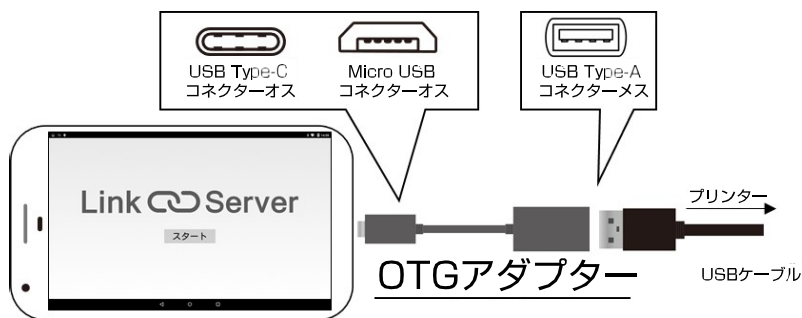 USB Type-C
コネクターオス
Micro USB
コネクターオス
USB Type-A
コネクターメス
Link Server
スタート
プリンター
OTGアダプター
USBケーブル